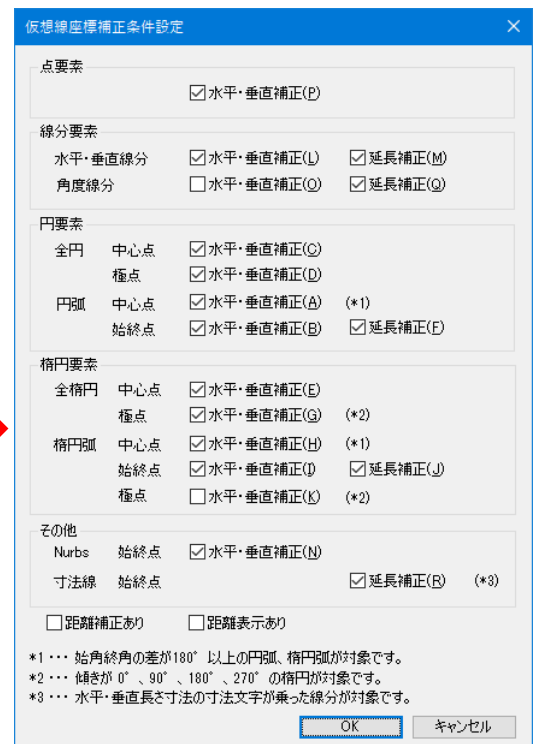 仮想線座標補正条件設定
点要素
水平・垂直補正(P)
線分要素
水平・垂直線分 水平・垂直補正(L) 延長補正(M)
角度線分 水平・垂直補正(O) 延長補正(Q)
円要素
全円 中心点 水平・垂直補正(C)
極点 水平・垂直補正(D)
円弧 中心点 水平・垂直補正(A) (*1)
始終点 水平・垂直補正(B) 延長補正(F)
楕円要素
全楕円 中心点 水平・垂直補正(E)
極点 水平・垂直補正(G) (*2)
楕円弧 中心点 水平・垂直補正(H) (*1)
始終点 水平・垂直補正(I) 延長補正(J)
極点 水平・垂直補正(K) (*2)
その他
Nurbs 始終点 水平・垂直補正(N)
寸法線 始終点 延長補正(R) (*3)
距離補正あり 距離表示あり
*1・・・ 始角終角の差が180° 以上の円弧、楕円弧が対象です。
*2・・・ 傾きが 0° 、90° 、180° 、270° の楕円が対象です。
*3・・・ 水平・垂直長さ寸法の寸法文字が乗った線分が対象です。
OK キャンセル